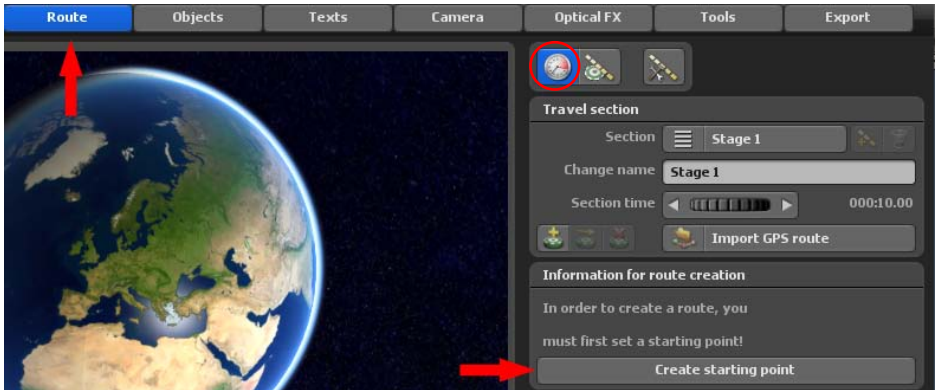 Route Objects Texts Camera Optical FX Tools Export
Travel section
Section Stage 1
Change name Stage 1
Section time 000:10.00
Import GPS route
Information for route creation
In order to create a route, you
must first set a starting point!
Create starting point